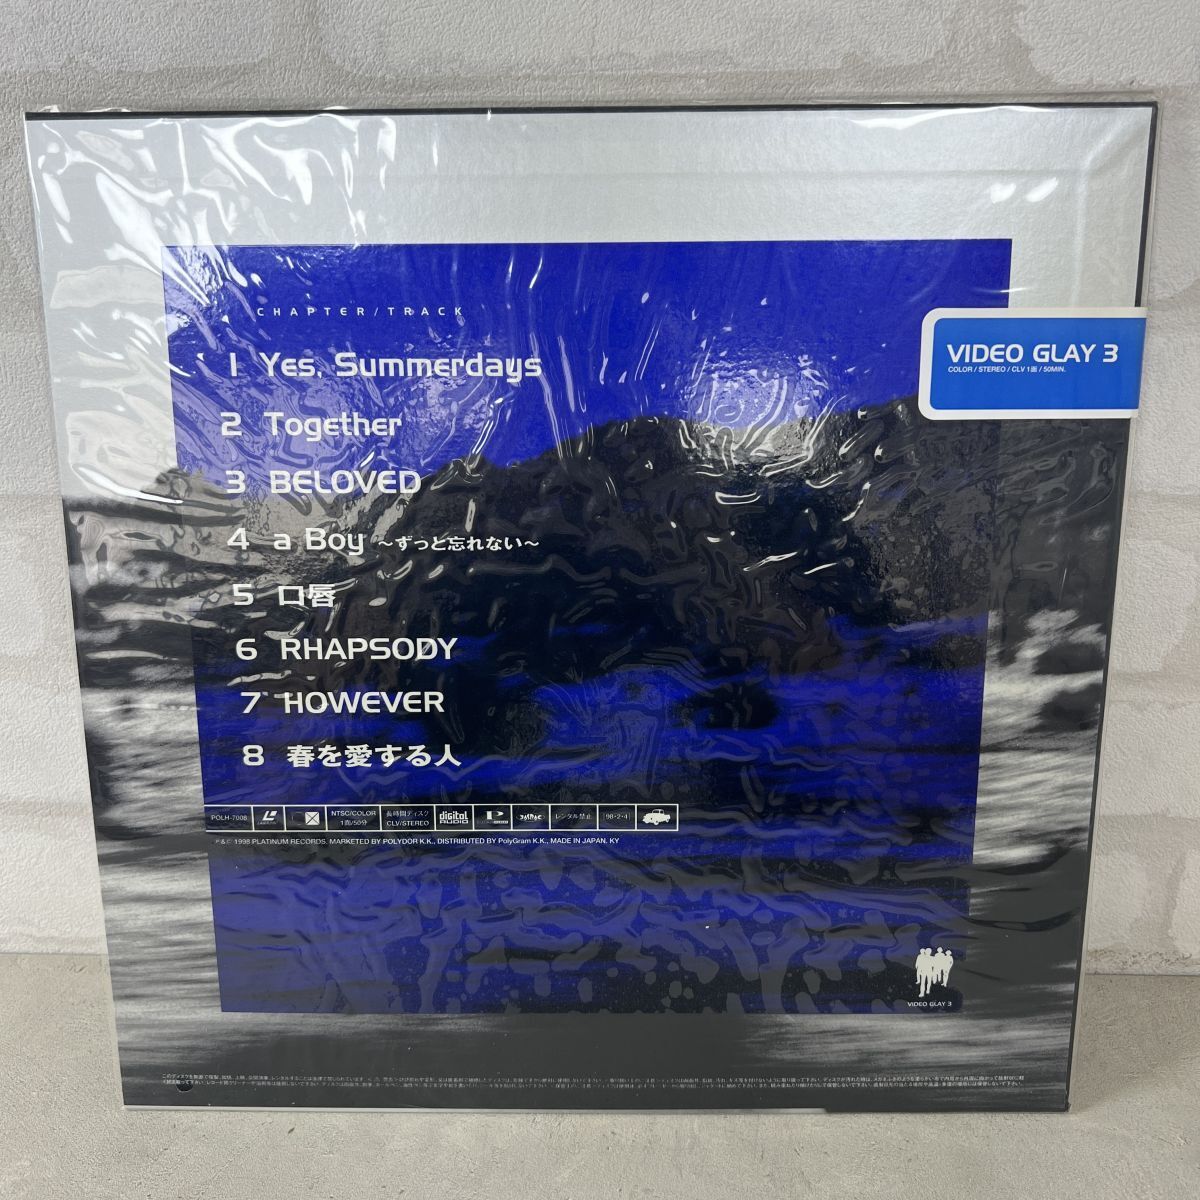 CHAPTER/TRACK
1 Yes, Summerdays
2 Together
3 BELOVED
4 a Boy ～ずっと忘れない～
5 口唇
6 RHAPSODY
7 HOWEVER
8 春を愛する人
VIDEO GLAY 3
COLOR / STEREO / CLV 1面 / 50MIN.
POLH-7008
NTSC/COLOR
1面/50分
長時間ディスク
CLV/STEREO
digital
AUDIO
レンタル禁止
98・2・4
℗ & © 1998 PLATINUM RECORDS. MARKETED BY POLYDOR K.K., DISTRIBUTED BY PolyGram K.K., MADE IN JAPAN. KY
VIDEO GLAY 3